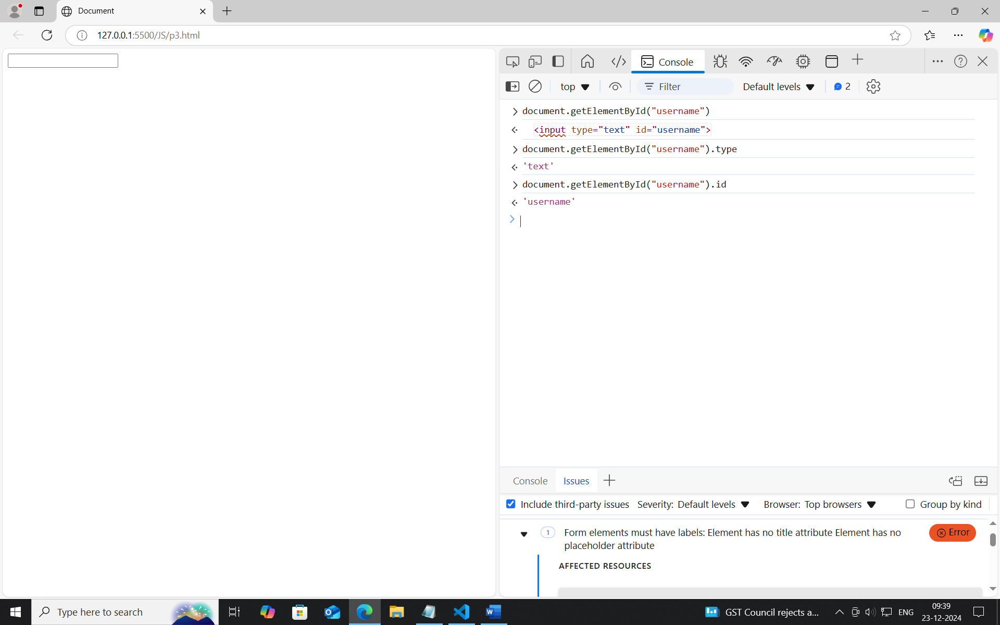 Document
127.0.0.1:5500/JS/p3.html
Console
top
Filter
Default levels
2
document.getElementById("username")
<input type="text" id="username">
document.getElementById("username").type
'text'
document.getElementById("username").id
'username'
Console
Issues
Include third-party issues
Severity: Default levels
Browser: Top browsers
Group by kind
1
Form elements must have labels: Element has no title attribute Element has no
placeholder attribute
Error
AFFECTED RESOURCES
Type here to search
GST Council rejects a...
ENG
09:39
23-12-2024